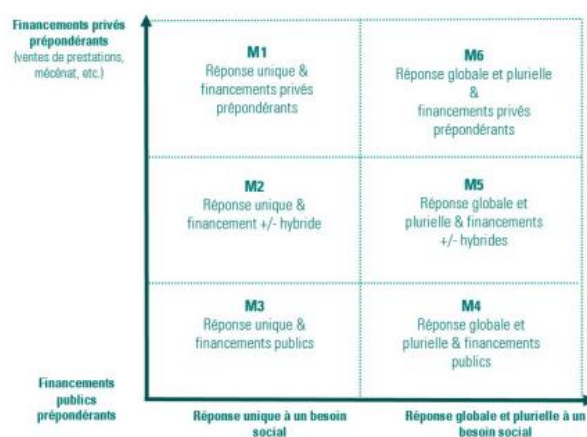 Financements privés
prépondérants
(ventes de prestations,
mécénat, etc.)
M1
Réponse unique &
financements privés
prépondérants
M6
Réponse globale et plurielle
&
financements privés
prépondérants
M2
Réponse unique &
financement +/- hybride
M5
Réponse globale et
plurielle & financements
+/- hybrides
M3
Réponse unique &
financements publics
M4
Réponse globale et
plurielle & financements
publics
Financements
publics
prépondérants
Réponse unique à un besoin
social
Réponse globale et plurielle à un
besoin social